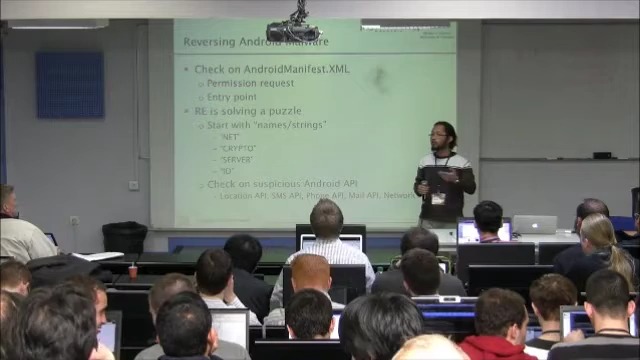 Reversing Android Malware
• Check on AndroidManifest.XML
o Permission request
o Entry point
• RE is solving a puzzle
o Start with "names/strings"
– "NET"
– "CRYPTO"
– "SERVER"
– "ID"
o Check on suspicious Android API
– Location API, SMS API, Phone API, Mail API, Network